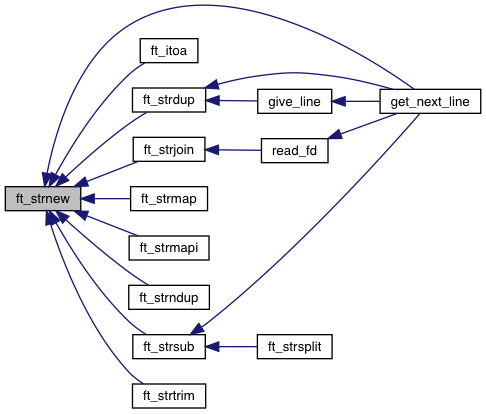 ft_itoa
ft_strdup
give_line
get_next_line
ft_strjoin
read_fd
ft_strnew
ft_strmap
ft_strmapi
ft_strndup
ft_strsub
ft_strsplit
ft_strtrim